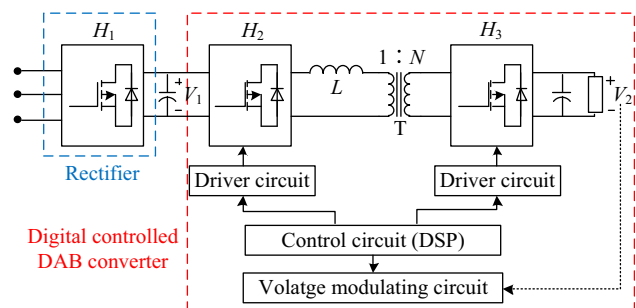 H1
H2
1：N
H3
L
T
+
V1
−
+
V2
−
Rectifier
Driver circuit
Driver circuit
Digital controlled
DAB converter
Control circuit (DSP)
Volatge modulating circuit